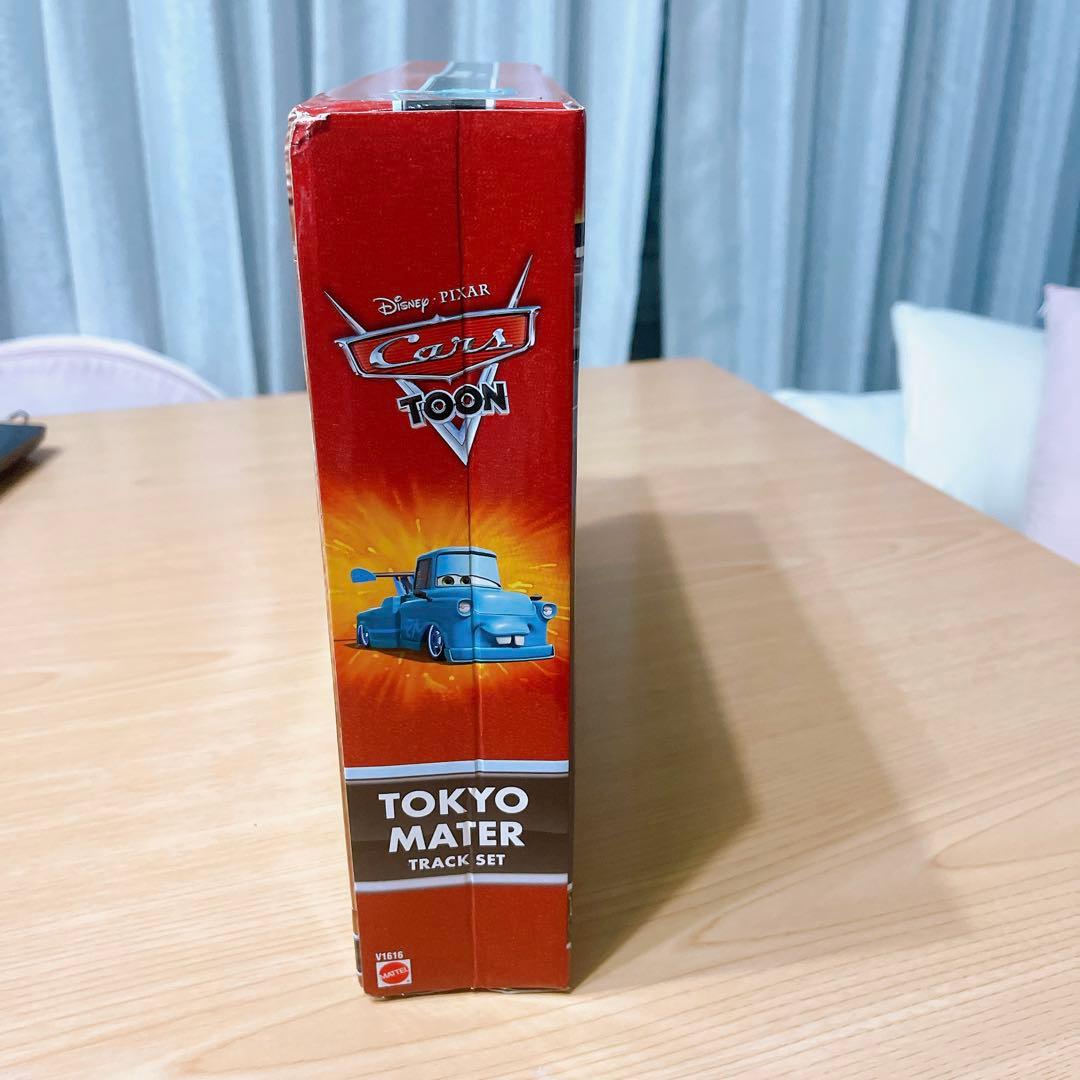 Disney · PIXAR
Cars
TOON
TOKYO
MATER
TRACK SET
V1616
MATTEL